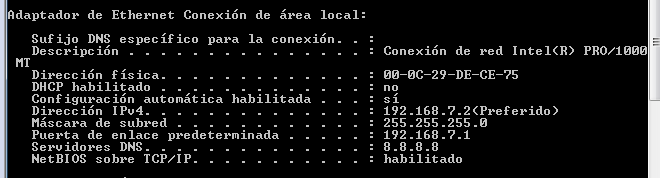 Adaptador de Ethernet Conexión de área local:
Sufijo DNS específico para la conexión. . :
Descripción . . . . . . . . . . . . . . . : Conexión de red Intel(R) PRO/1000
MT
Dirección física. . . . . . . . . . . . . : 00-0C-29-DE-CE-75
DHCP habilitado . . . . . . . . . . . . . : no
Configuración automática habilitada . . . : sí
Dirección IPv4. . . . . . . . . . . . . . : 192.168.7.2(Preferido)
Máscara de subred . . . . . . . . . . . . : 255.255.255.0
Puerta de enlace predeterminada . . . . . : 192.168.7.1
Servidores DNS. . . . . . . . . . . . . . : 8.8.8.8
NetBIOS sobre TCP/IP. . . . . . . . . . . : habilitado